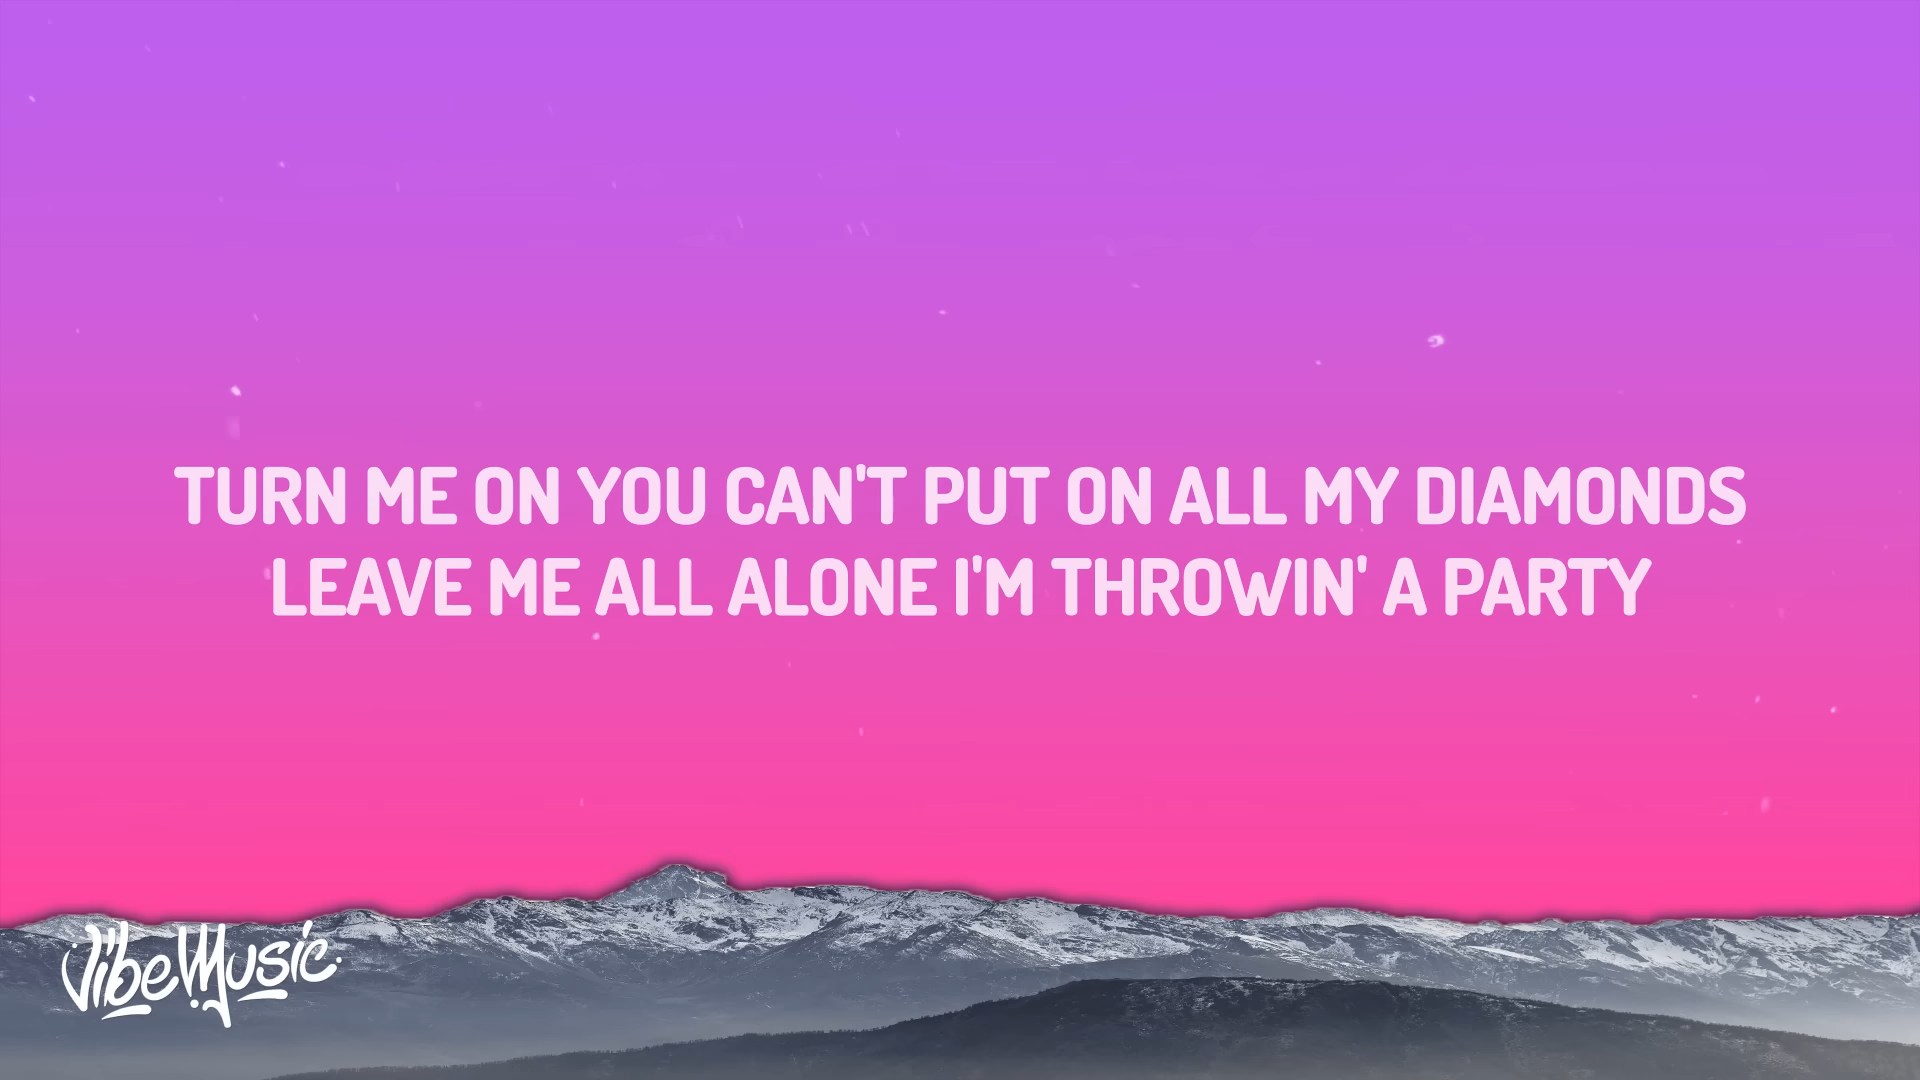 TURN ME ON YOU CAN'T PUT ON ALL MY DIAMONDS
LEAVE ME ALL ALONE I'M THROWIN' A PARTY
VibeMusic